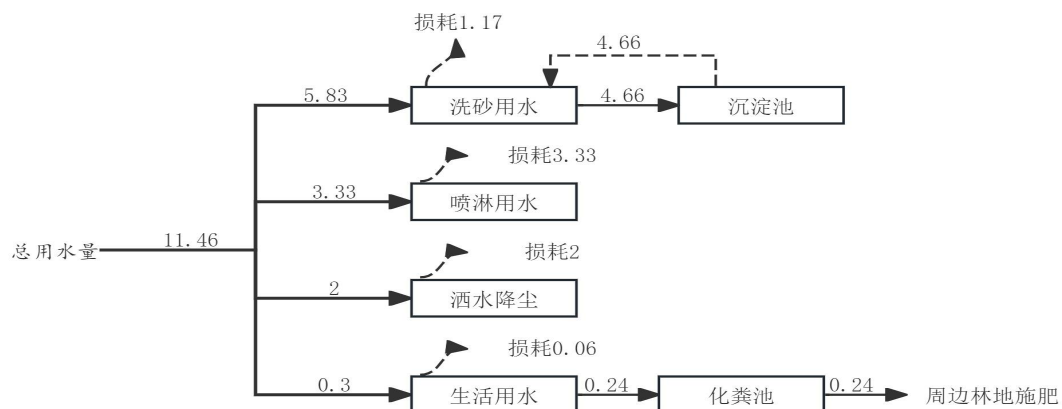 损耗1.17
4.66
5.83
洗砂用水
4.66
沉淀池
损耗3.33
3.33
喷淋用水
总用水量
11.46
损耗2
2
洒水降尘
损耗0.06
0.3
生活用水
0.24
化粪池
0.24
周边林地施肥